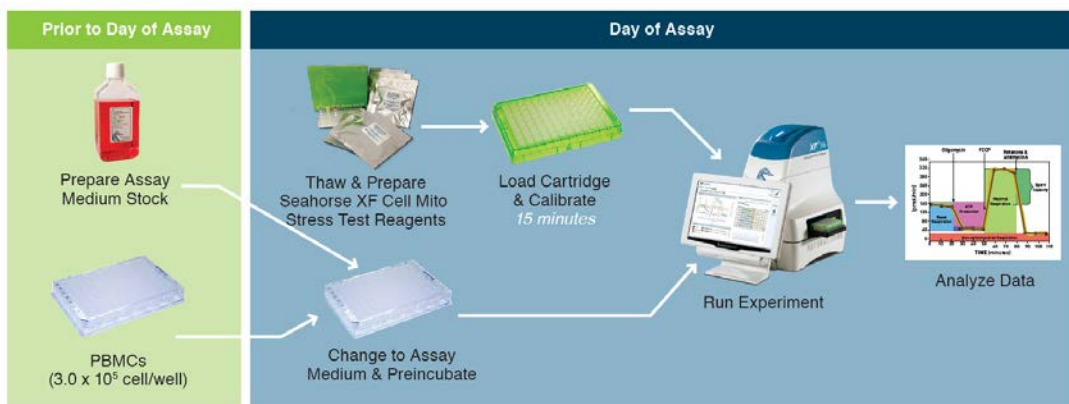 Prior to Day of Assay
Day of Assay
Prepare Assay
Medium Stock
Thaw & Prepare
Seahorse XF Cell Mito
Stress Test Reagents
Load Cartridge
& Calibrate
15 minutes
Run Experiment
Oligomycin
FCCP
TIME (minutes)
Analyze Data
PBMCs
(3.0 x 10⁵ cell/well)
Change to Assay
Medium & Preincubate